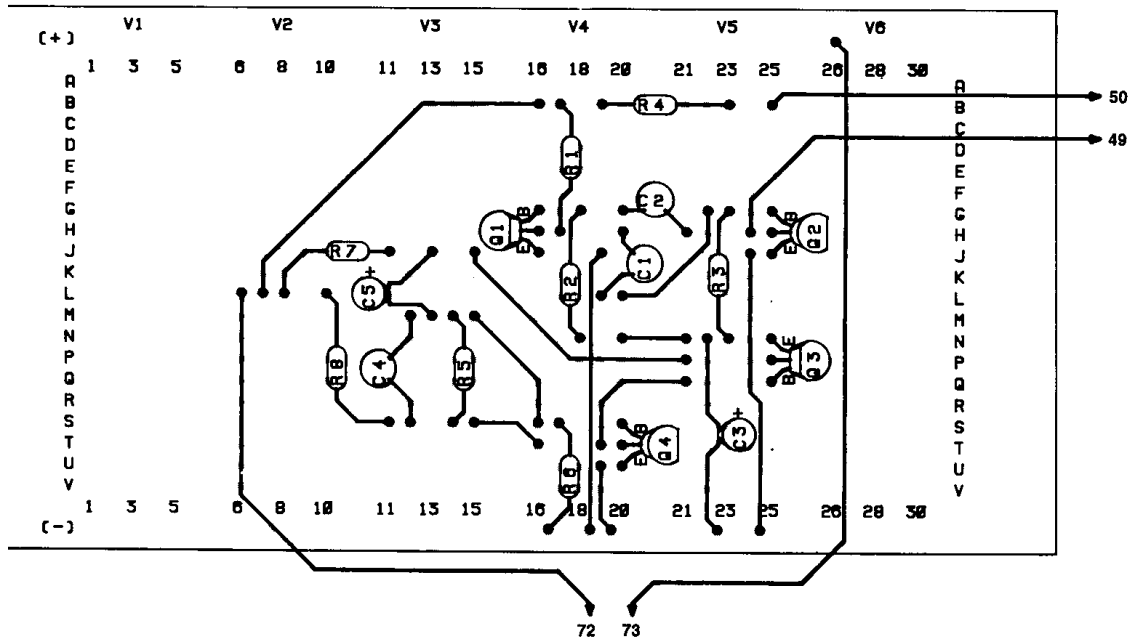 V1 V2 V3 V4 V5 V6
(+)
1 3 5 6 8 10 11 13 15 16 18 20 21 23 25 26 28 30
A A
B R4 B 50
C C
D D 49
E R1 E
F F
G C2 G
H Q1 B E B E Q2 H
J R7 J
K C1 K
L C5 + R2 R3 L
M M
N E N
P C4 Q3 P
Q R8 R5 B Q
R R
S + S
T B E Q4 C3 T
U U
V R6 V
1 3 5 6 8 10 11 13 15 16 18 20 21 23 25 26 28 30
(-)
72 73